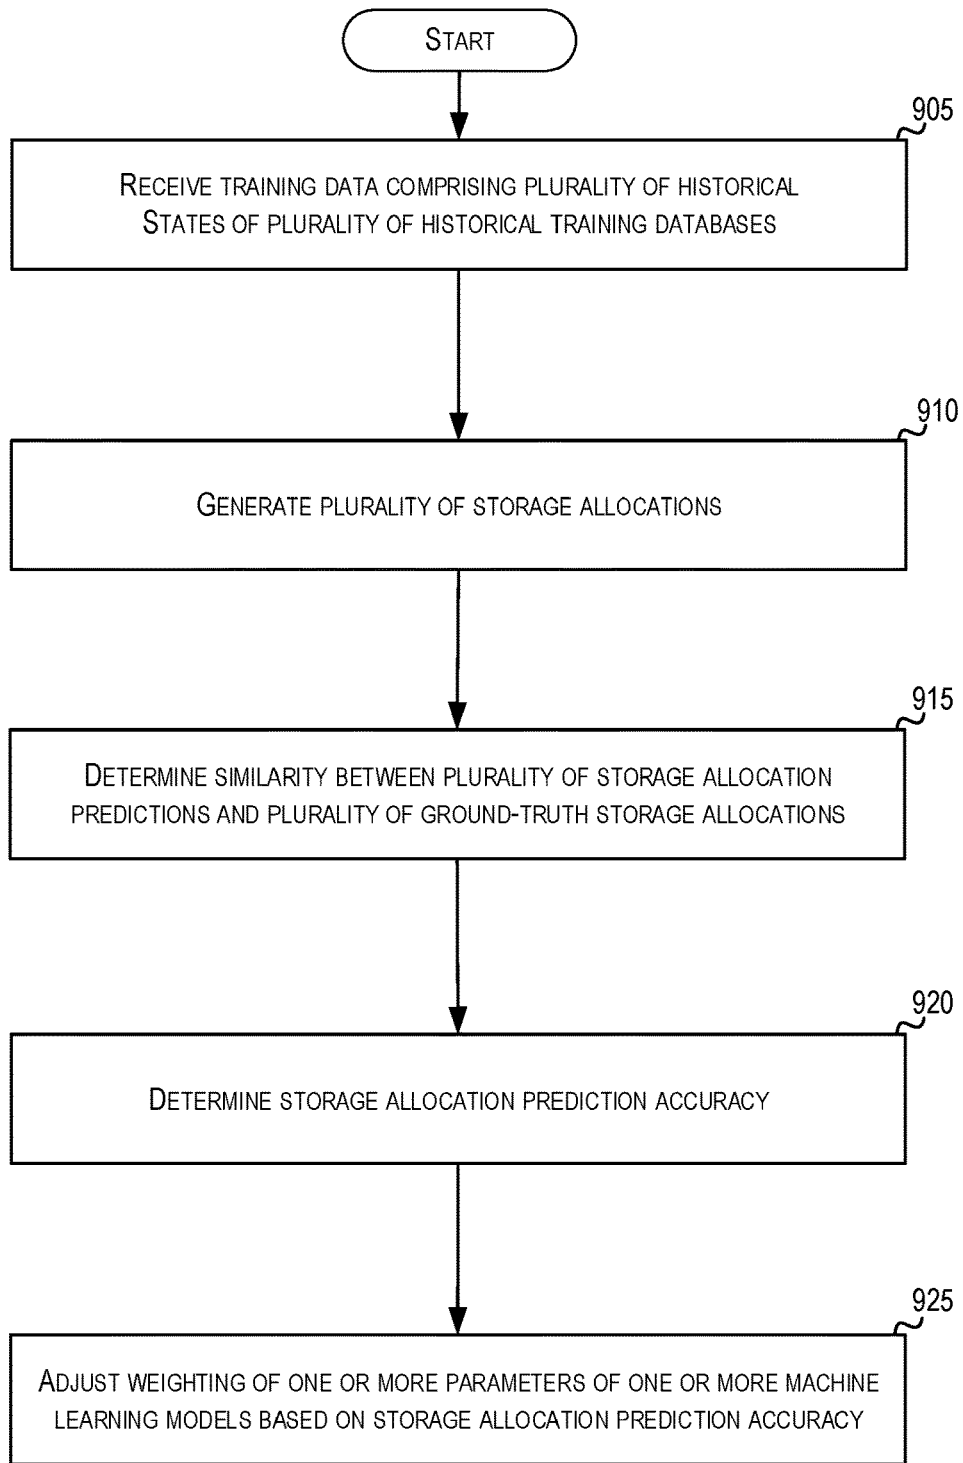 START
905
RECEIVE TRAINING DATA COMPRISING PLURALITY OF HISTORICAL
STATES OF PLURALITY OF HISTORICAL TRAINING DATABASES
910
GENERATE PLURALITY OF STORAGE ALLOCATIONS
915
DETERMINE SIMILARITY BETWEEN PLURALITY OF STORAGE ALLOCATION
PREDICTIONS AND PLURALITY OF GROUND-TRUTH STORAGE ALLOCATIONS
920
DETERMINE STORAGE ALLOCATION PREDICTION ACCURACY
925
ADJUST WEIGHTING OF ONE OR MORE PARAMETERS OF ONE OR MORE MACHINE
LEARNING MODELS BASED ON STORAGE ALLOCATION PREDICTION ACCURACY